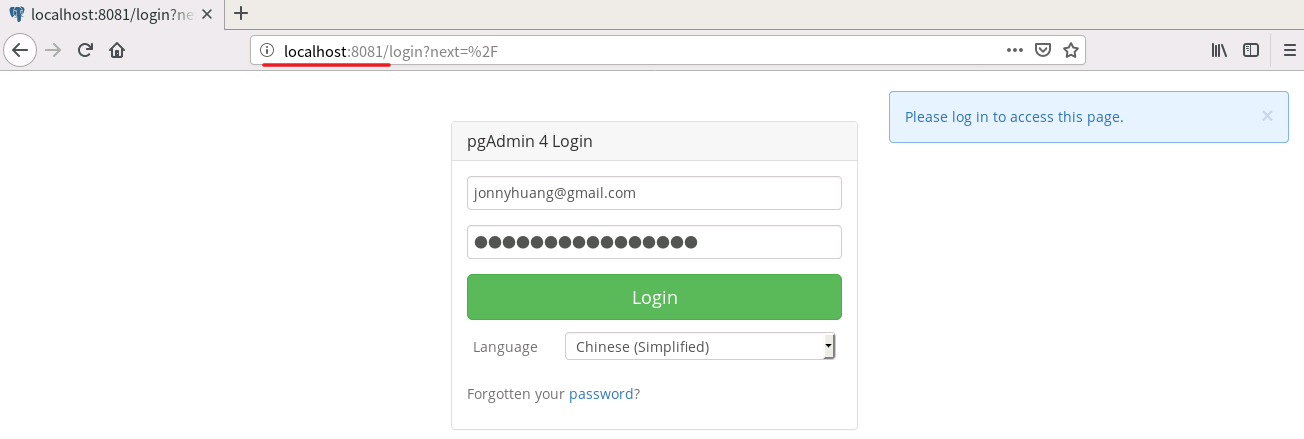 localhost:8081/login?ne
localhost:8081/login?next=%2F
Please log in to access this page.
pgAdmin 4 Login
jonnyhuang@gmail.com
Login
Language Chinese (Simplified)
Forgotten your password?